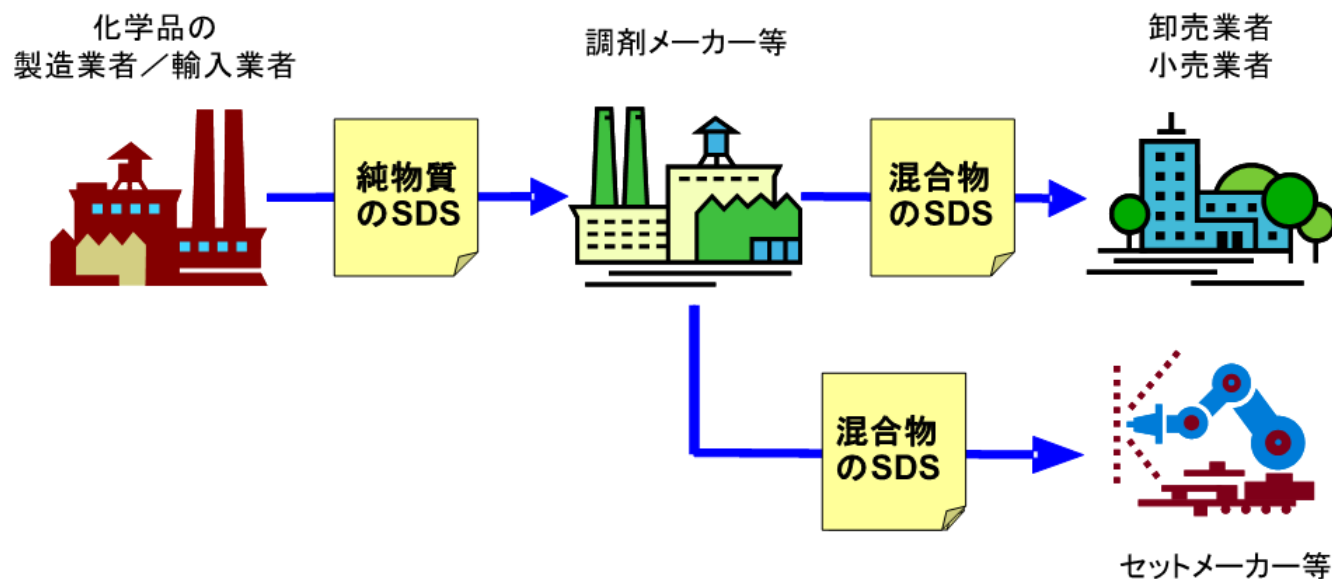 化学品の
製造業者／輸入業者
調剤メーカー等
卸売業者
小売業者
純物質
のSDS
混合物
のSDS
混合物
のSDS
セットメーカー等